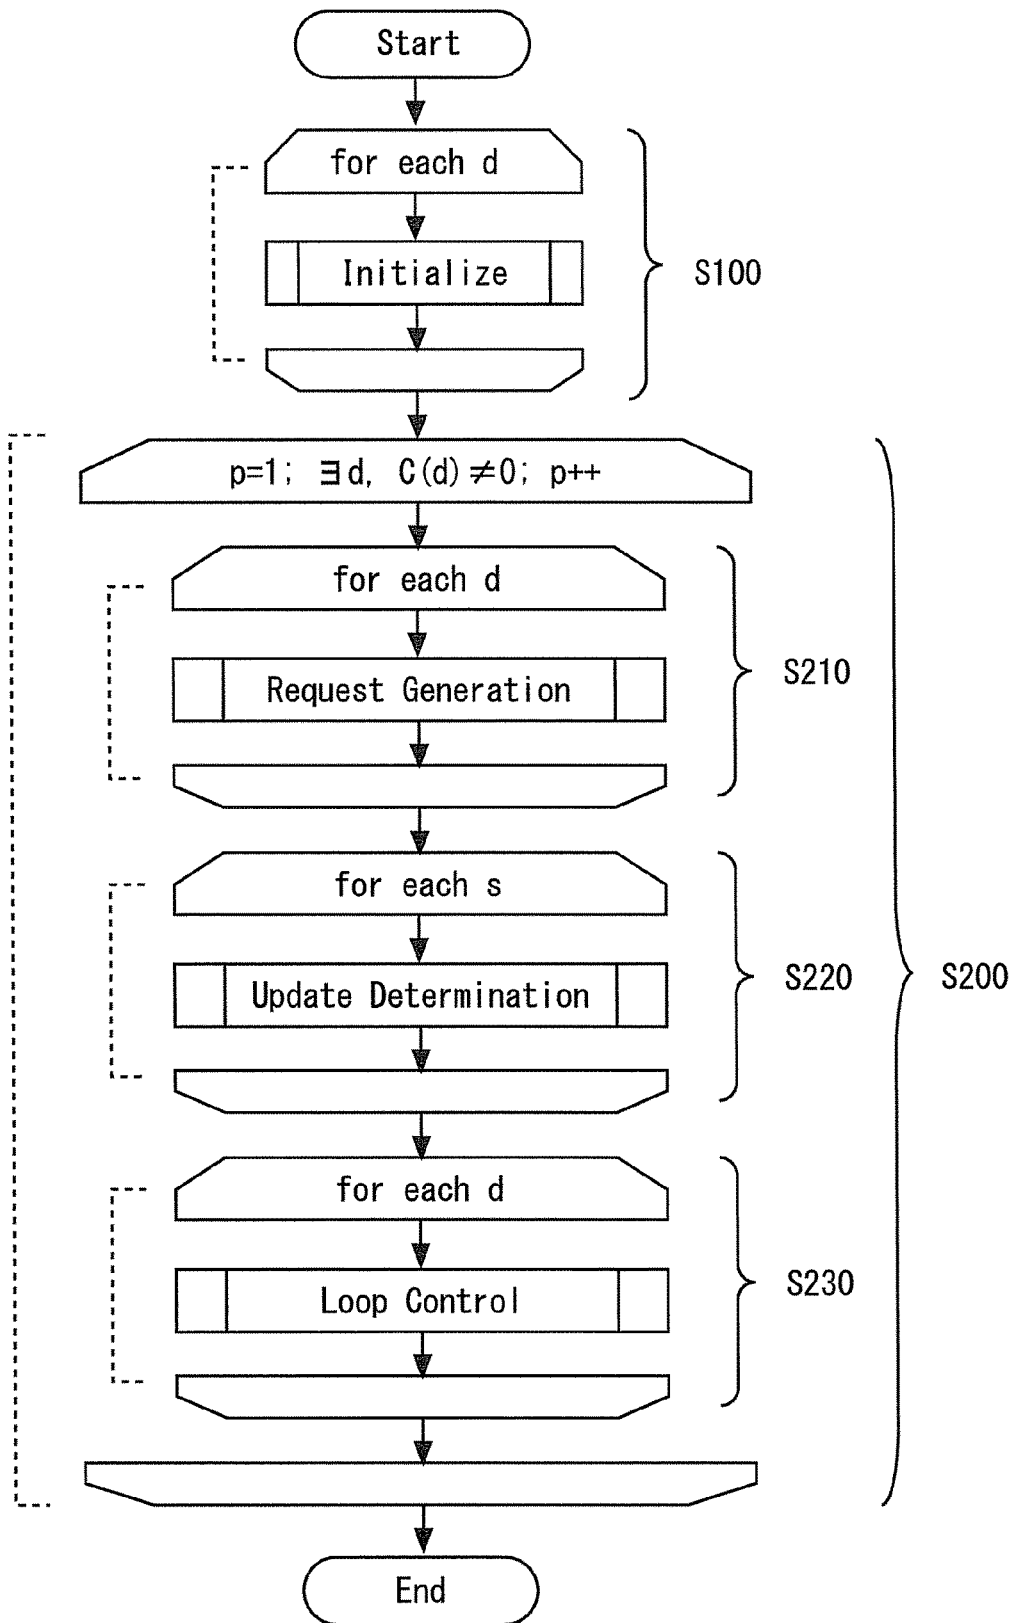 Start
for each d
Initialize
S100
p=1; ∃d, C(d)≠0; p++
for each d
Request Generation
S210
for each s
Update Determination
S220
S200
for each d
Loop Control
S230
End